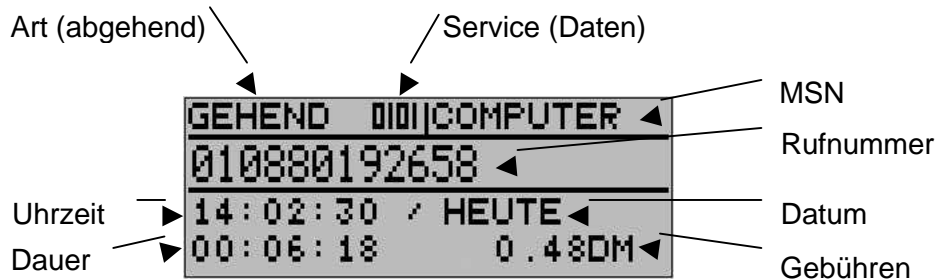 Art (abgehend) Service (Daten)
GEHEND COMPUTER MSN
010880192658 Rufnummer
Uhrzeit 14:02:30 / HEUTE Datum
Dauer 00:06:18 0.48DM Gebühren